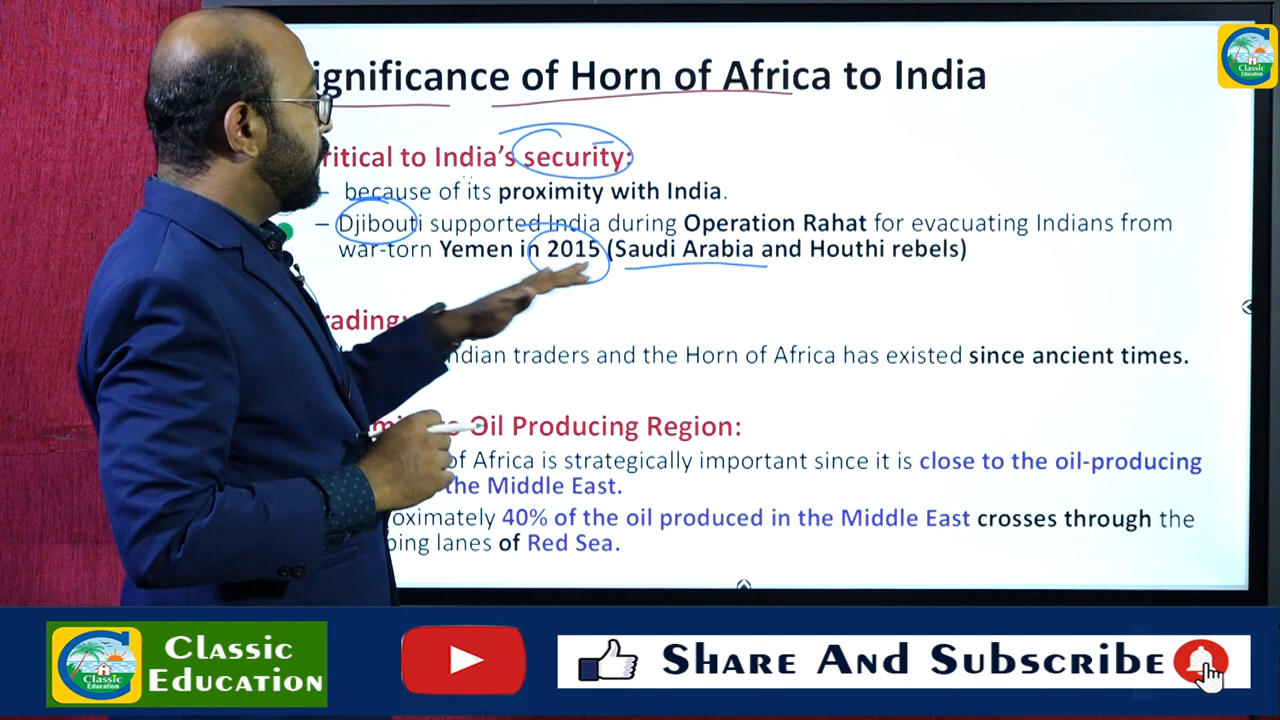 ignificance of Horn of Africa to India
Classic
Education
ritical to India's security:
– because of its proximity with India.
– Djibouti supported India during Operation Rahat for evacuating Indians from
war-torn Yemen in 2015 (Saudi Arabia and Houthi rebels)
rading:
ndian traders and the Horn of Africa has existed since ancient times.
Oil Producing Region:
of Africa is strategically important since it is close to the oil-producing
the Middle East.
oximately 40% of the oil produced in the Middle East crosses through the
ping lanes of Red Sea.
Classic
Education
Classic
Education
Share And Subscribe